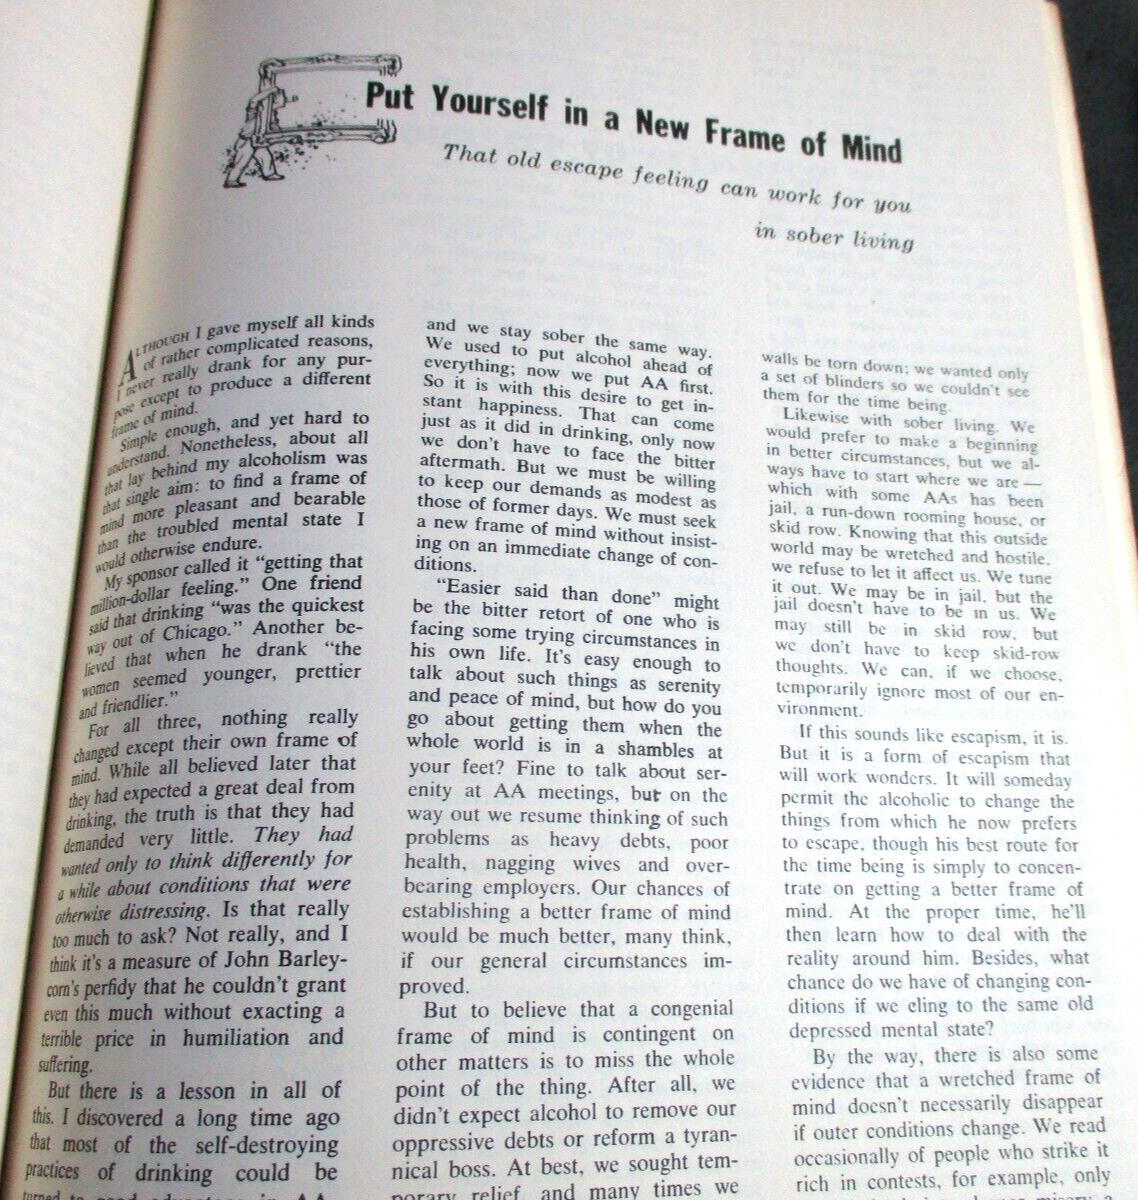 Put Yourself in a New Frame of Mind
That old escape feeling can work for you
in sober living
ALTHOUGH I gave myself all kinds
of rather complicated reasons,
I never really drank for any pur-
pose except to produce a different
frame of mind.
Simple enough, and yet hard to
understand. Nonetheless, about all
that lay behind my alcoholism was
that single aim: to find a frame of
mind more pleasant and bearable
than the troubled mental state I
would otherwise endure.
My sponsor called it “getting that
million-dollar feeling.” One friend
said that drinking “was the quickest
way out of Chicago.” Another be-
lieved that when he drank “the
women seemed younger, prettier
and friendlier.”
For all three, nothing really
changed except their own frame of
mind. While all believed later that
they had expected a great deal from
drinking, the truth is that they had
demanded very little. They had
wanted only to think differently for
a while about conditions that were
otherwise distressing. Is that really
too much to ask? Not really, and I
think it's a measure of John Barley-
corn's perfidy that he couldn't grant
even this much without exacting a
terrible price in humiliation and
suffering.
But there is a lesson in all of
this. I discovered a long time ago
that most of the self-destroying
practices of drinking could be
turned to good advantage in AA
and we stay sober the same way.
We used to put alcohol ahead of
everything; now we put AA first.
So it is with this desire to get in-
stant happiness. That can come
just as it did in drinking, only now
we don't have to face the bitter
aftermath. But we must be willing
to keep our demands as modest as
those of former days. We must seek
a new frame of mind without insist-
ing on an immediate change of con-
ditions.
“Easier said than done” might
be the bitter retort of one who is
facing some trying circumstances in
his own life. It's easy enough to
talk about such things as serenity
and peace of mind, but how do you
go about getting them when the
whole world is in a shambles at
your feet? Fine to talk about ser-
enity at AA meetings, but on the
way out we resume thinking of such
problems as heavy debts, poor
health, nagging wives and over-
bearing employers. Our chances of
establishing a better frame of mind
would be much better, many think,
if our general circumstances im-
proved.
But to believe that a congenial
frame of mind is contingent on
other matters is to miss the whole
point of the thing. After all, we
didn't expect alcohol to remove our
oppressive debts or reform a tyran-
nical boss. At best, we sought tem-
porary relief, and many times we
walls be torn down; we wanted only
a set of blinders so we couldn't see
them for the time being.
Likewise with sober living. We
would prefer to make a beginning
in better circumstances, but we al-
ways have to start where we are —
which with some AAs has been
jail, a run-down rooming house, or
skid row. Knowing that this outside
world may be wretched and hostile,
we refuse to let it affect us. We tune
it out. We may be in jail, but the
jail doesn't have to be in us. We
may still be in skid row, but
we don't have to keep skid-row
thoughts. We can, if we choose,
temporarily ignore most of our en-
vironment.
If this sounds like escapism, it is.
But it is a form of escapism that
will work wonders. It will someday
permit the alcoholic to change the
things from which he now prefers
to escape, though his best route for
the time being is simply to concen-
trate on getting a better frame of
mind. At the proper time, he'll
then learn how to deal with the
reality around him. Besides, what
chance do we have of changing con-
ditions if we cling to the same old
depressed mental state?
By the way, there is also some
evidence that a wretched frame of
mind doesn't necessarily disappear
if outer conditions change. We read
occasionally of people who strike it
rich in contests, for example, only